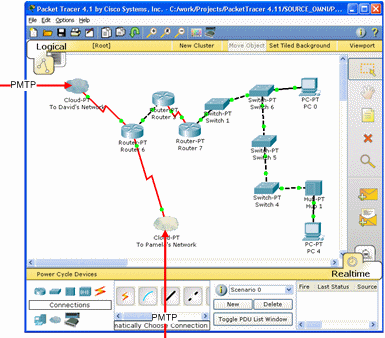 Packet Tracer 4.1 by Cisco Systems, Inc. - C:/work/Projects/PacketTracer 4.11/SOURCE_OMNI/P...
File Edit Options View Help
Logical [Root] New Cluster Move Object Set Tiled Background Viewport
PMTP
Cloud-PT
To David's Network
Router-PT
Router-PT
Router 6
Router-PT
Router 7
Switch-PT
Switch 1
Switch-PT
Switch 6
PC-PT
PC 0
Switch-PT
Switch 5
Switch-PT
Switch 4
Hub-PT
Hub 1
PC-PT
PC 4
Cloud-PT
To Pamela's Network
Power Cycle Devices
Realtime
Connections
PMTP
matically Choose Connection
Scenario 0
New Delete
Toggle PDU List Window
Fire Last Status Source